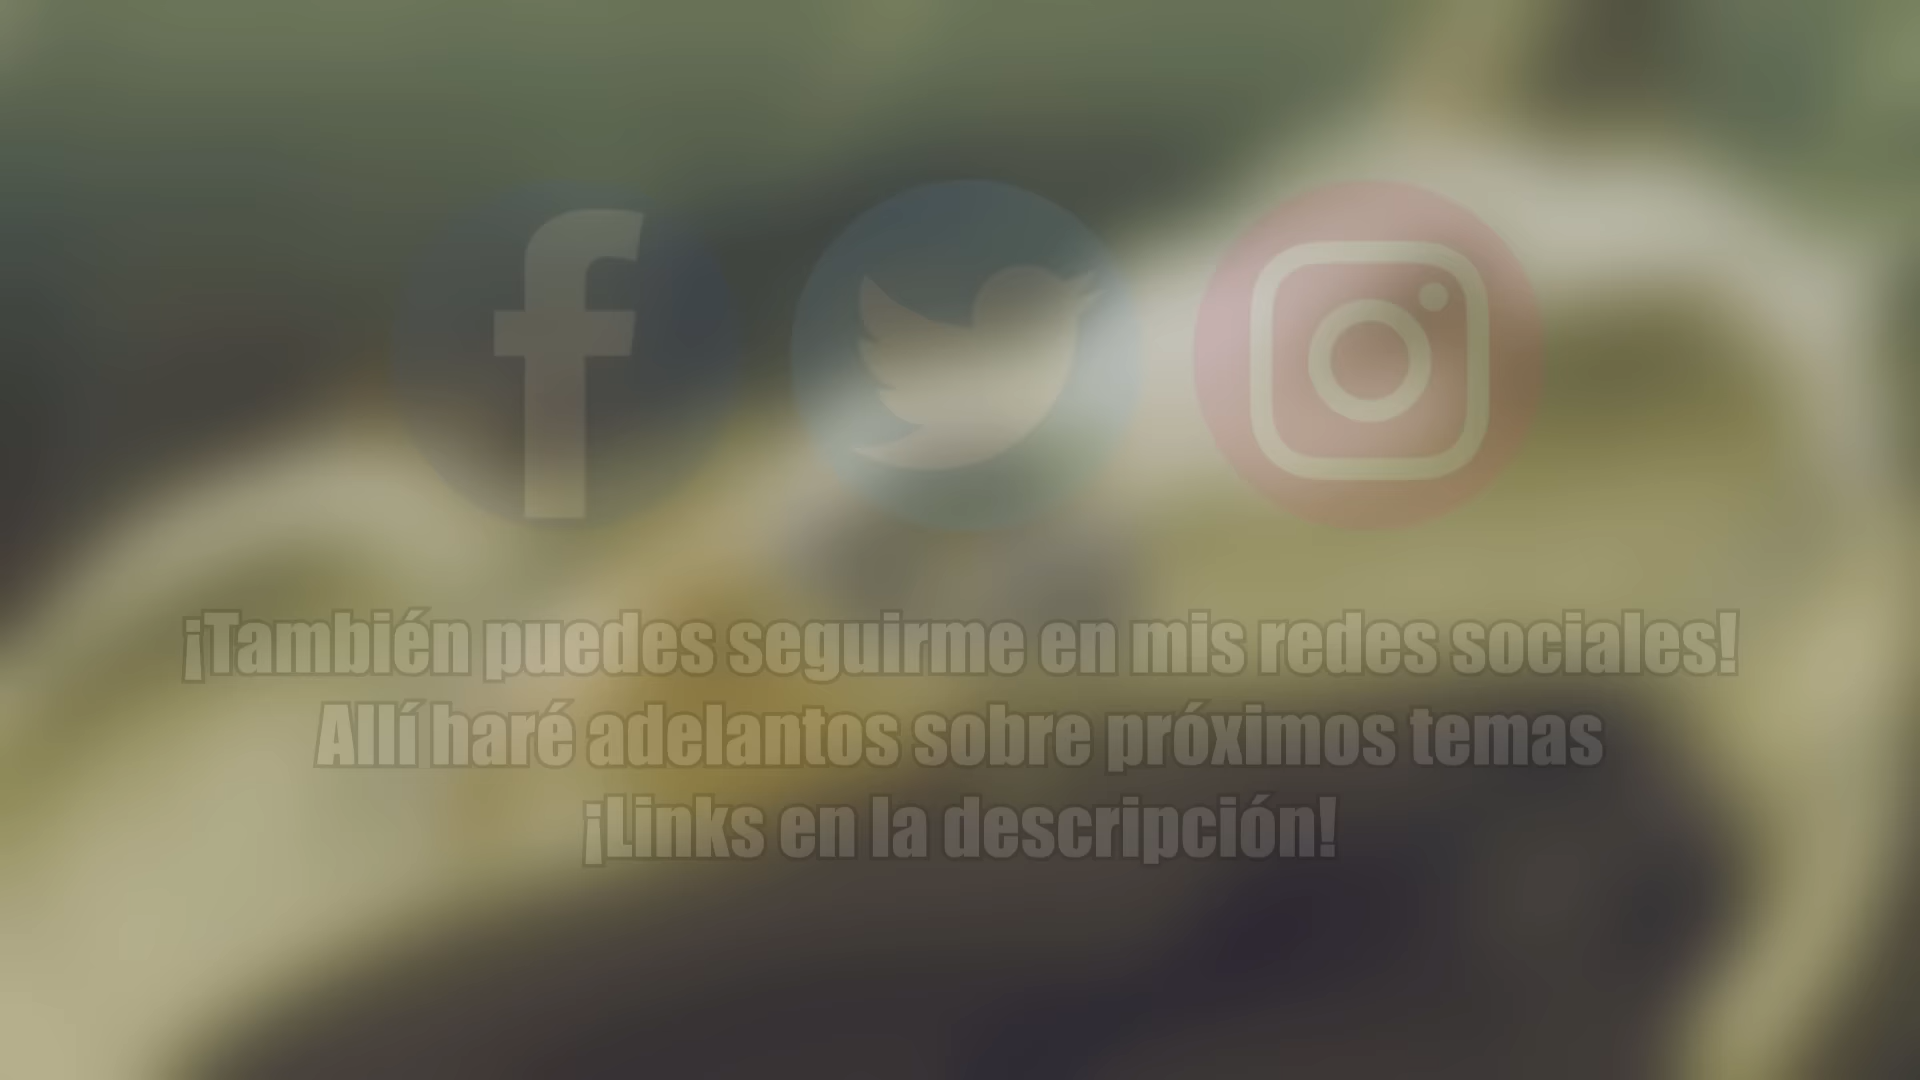 ¡También puedes seguirme en mis redes sociales!
Allí haré adelantos sobre próximos temas
¡Links en la descripción!